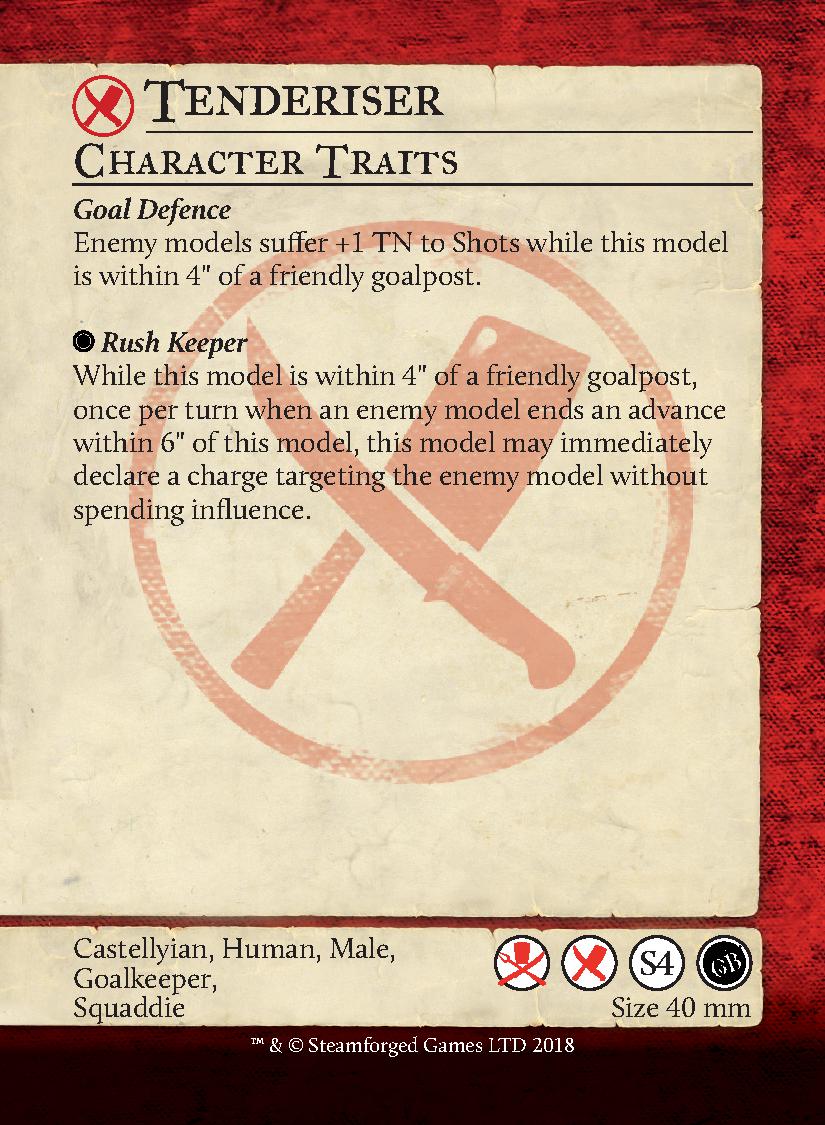 Tenderiser
Character Traits
Goal Defence
Enemy models suffer +1 TN to Shots while this model
is within 4" of a friendly goalpost.
Rush Keeper
While this model is within 4" of a friendly goalpost,
once per turn when an enemy model ends an advance
within 6" of this model, this model may immediately
declare a charge targeting the enemy model without
spending influence.
Castellyian, Human, Male,
Goalkeeper,
Squaddie
S4
GB
Size 40 mm
™ & © Steamforged Games LTD 2018